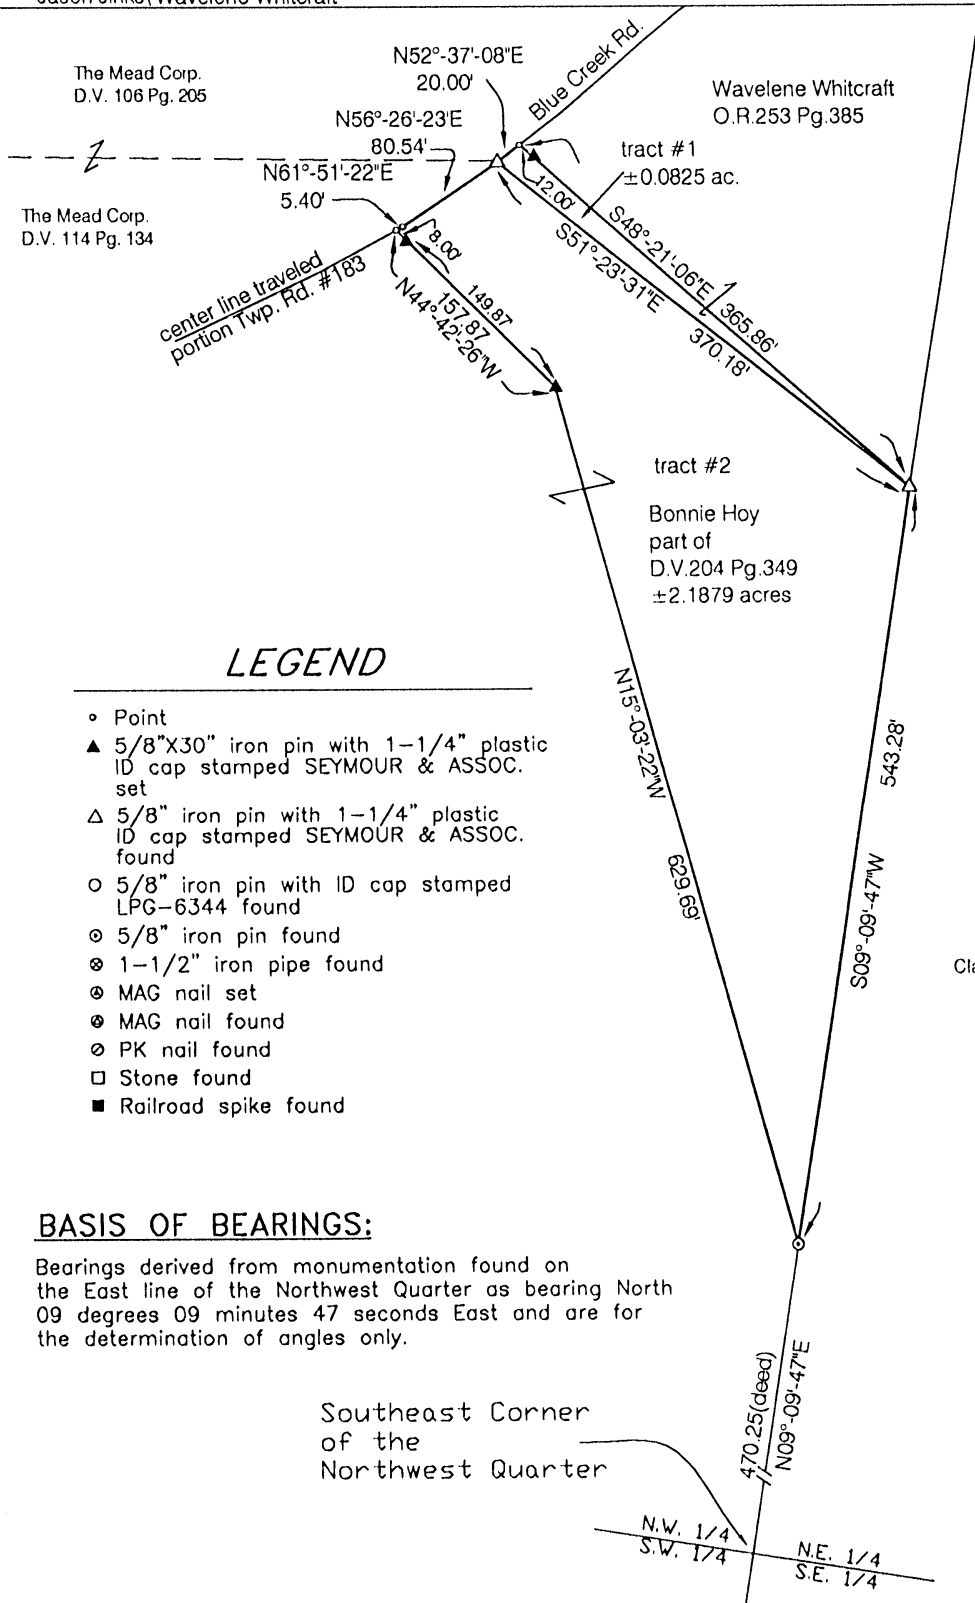 Wavelene Whitcraft
N52°-37'-08"E
20.00'
Blue Creek Rd.
The Mead Corp.
D.V. 106 Pg. 205
Wavelene Whitcraft
O.R.253 Pg.385
N56°-26'-23'E
80.54'
tract #1
±0.0825 ac.
N61°-51'-22"E
5.40'
12.00'
The Mead Corp.
D.V. 114 Pg. 134
8.00'
S48°-21'-06"E
365.86'
S51°-23'-31"E
370.18'
center line traveled
portion Twp. Rd. #183
149.87'
157.87
N44°-42'-26"W
tract #2
Bonnie Hoy
part of
D.V.204 Pg.349
±2.1879 acres
LEGEND
Point
5/8"X30" iron pin with 1-1/4" plastic
ID cap stamped SEYMOUR & ASSOC.
set
5/8" iron pin with 1-1/4" plastic
ID cap stamped SEYMOUR & ASSOC.
found
5/8" iron pin with ID cap stamped
LPG-6344 found
5/8" iron pin found
1-1/2" iron pipe found
MAG nail set
MAG nail found
PK nail found
Stone found
Railroad spike found
N15°-03'-22"W
629.69'
543.28'
S09°-09'-47"W
BASIS OF BEARINGS:
Bearings derived from monumentation found on
the East line of the Northwest Quarter as bearing North
09 degrees 09 minutes 47 seconds East and are for
the determination of angles only.
470.25(deed)
N09°-09'-47"E
Southeast Corner
of the
Northwest Quarter
N.W. 1/4
S.W. 1/4
N.E. 1/4
S.E. 1/4